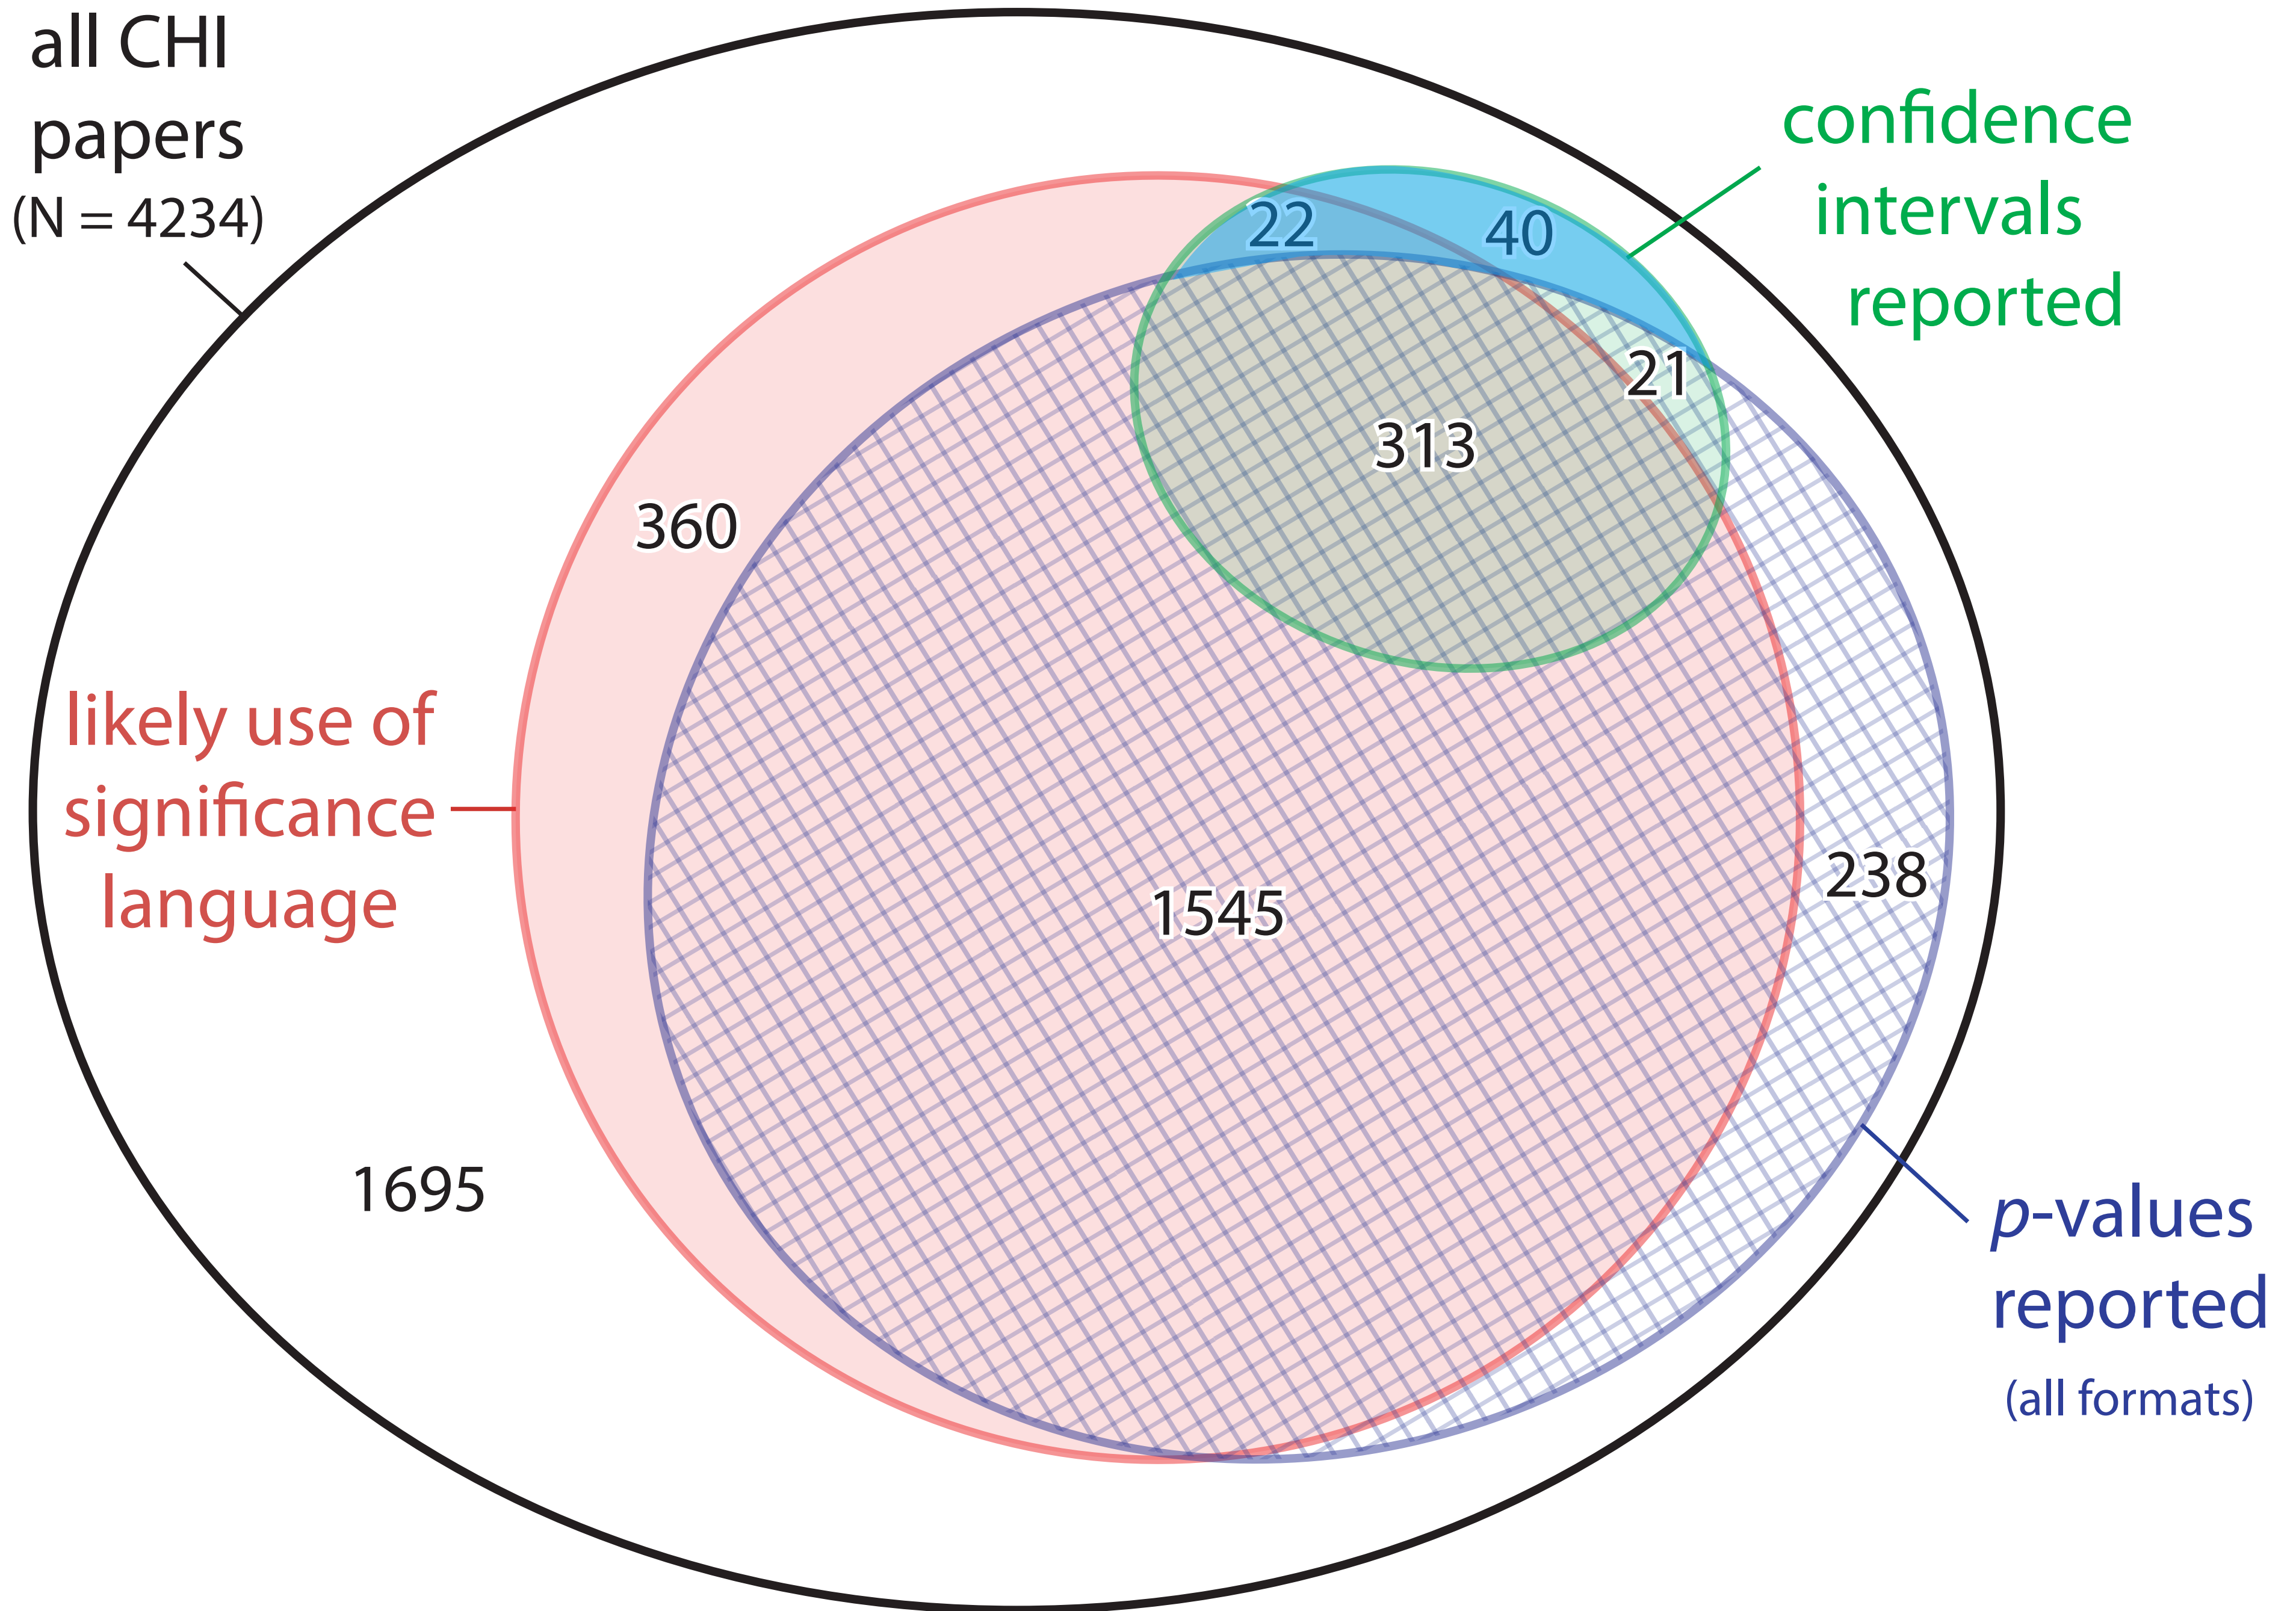 all CHI
papers
(N = 4234)
confidence
intervals
reported
22
40
21
313
360
likely use of
significance
language
1545
238
1695
p-values
reported
(all formats)